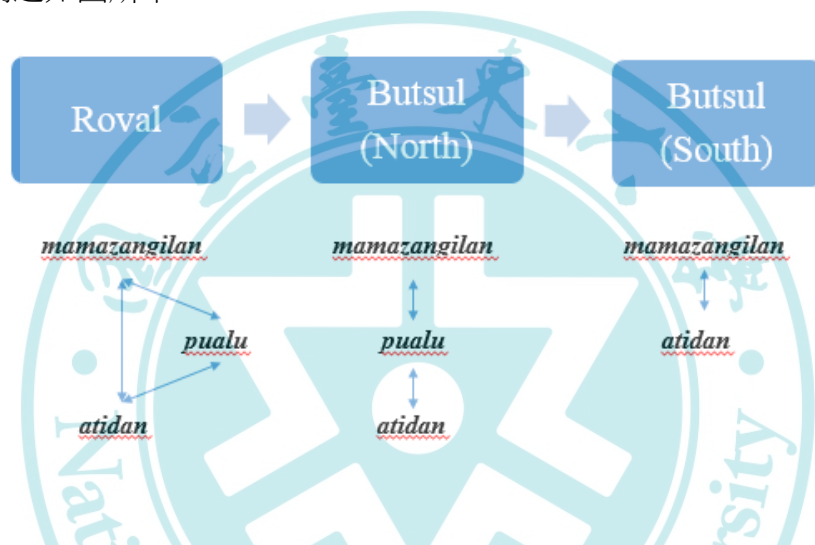 Roval
Butsul
(North)
Butsul
(South)
mamazangilan
mamazangilan
mamazangilan
pualu
pualu
atidan
atidan
atidan